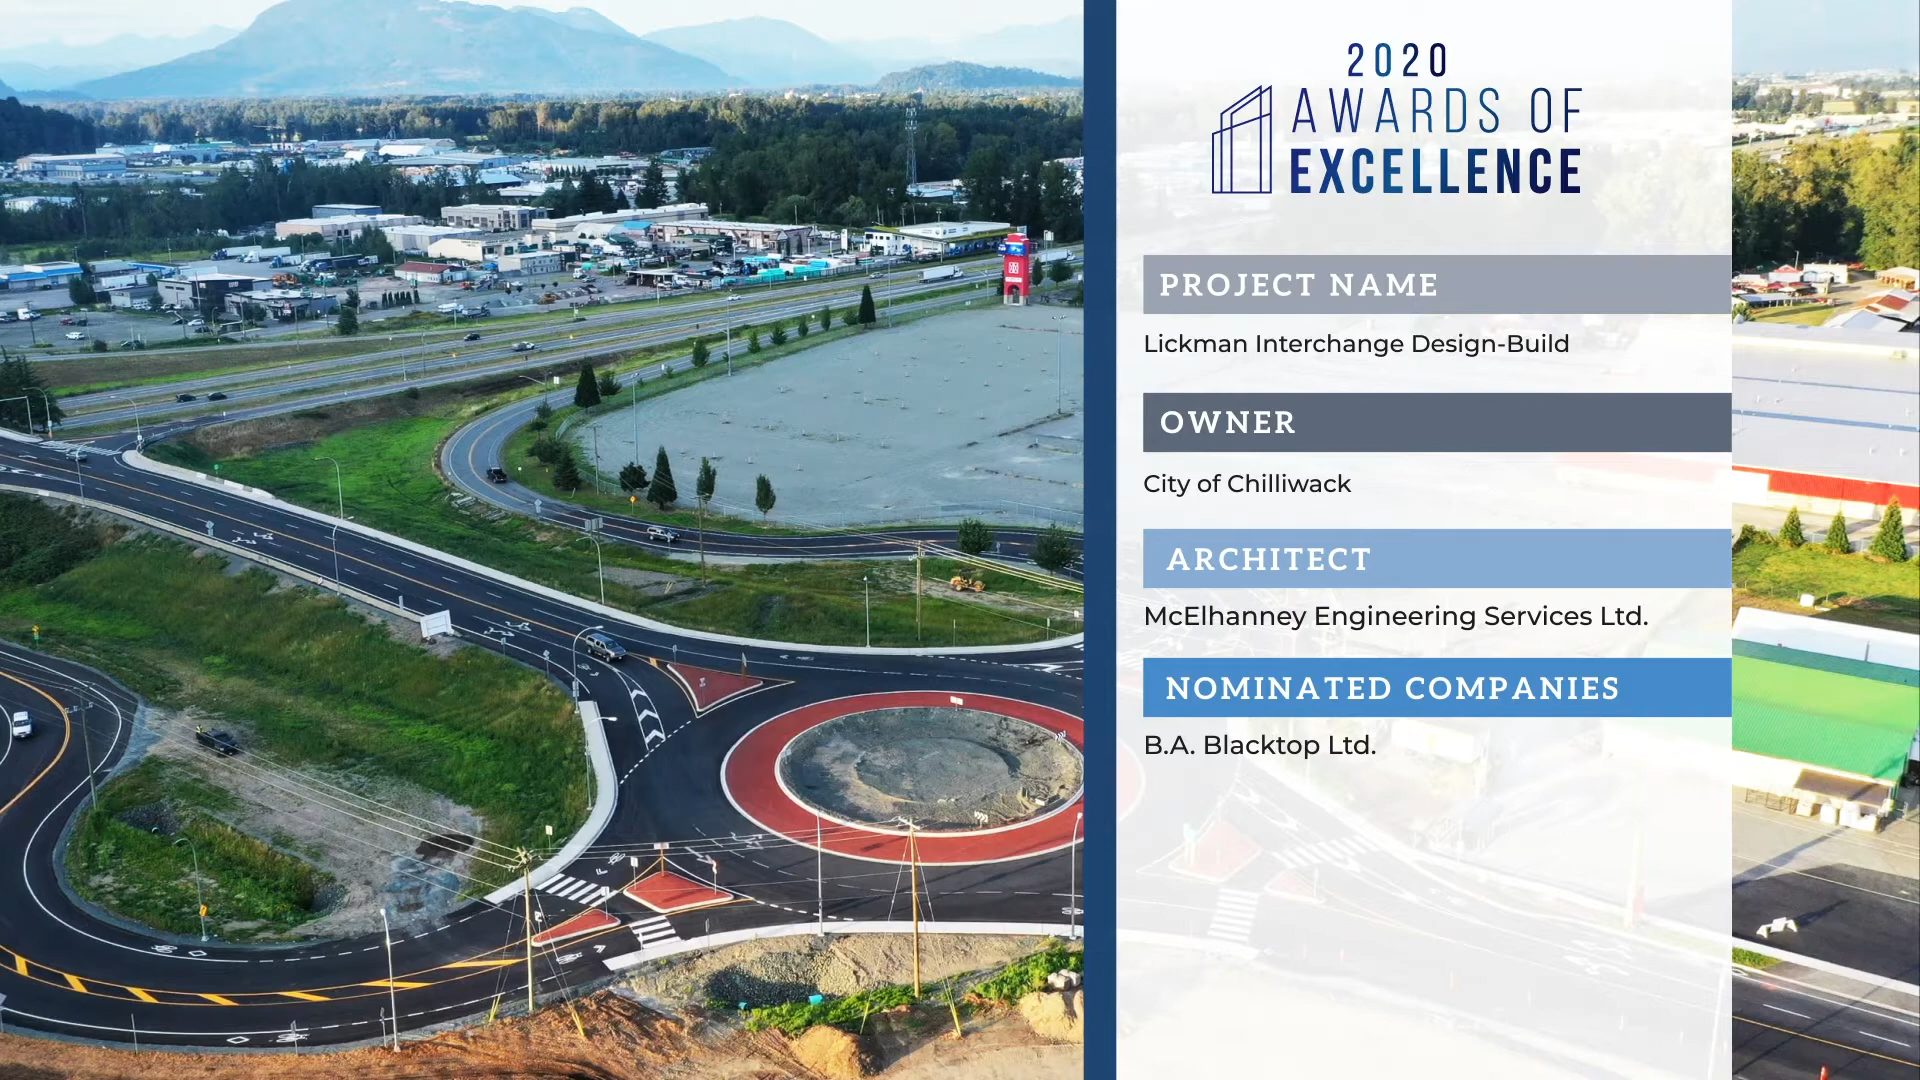 2020
AWARDS OF
EXCELLENCE
PROJECT NAME
Lickman Interchange Design-Build
OWNER
City of Chilliwack
ARCHITECT
McElhanney Engineering Services Ltd.
NOMINATED COMPANIES
B.A. Blacktop Ltd.